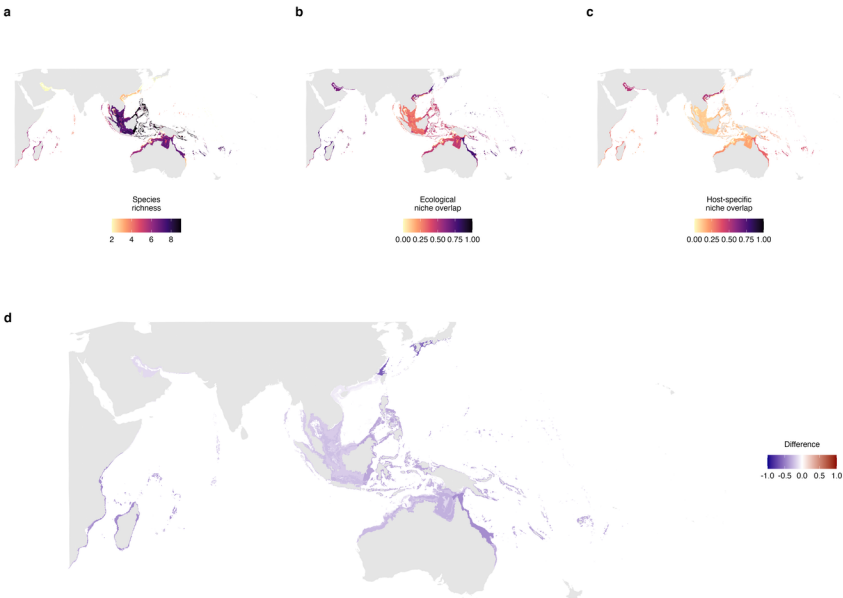 a
b
c
Species
richness
2 4 6 8
Ecological
niche overlap
0.00 0.25 0.50 0.75 1.00
Host-specific
niche overlap
0.00 0.25 0.50 0.75 1.00
d
Difference
-1.0 -0.5 0.0 0.5 1.0